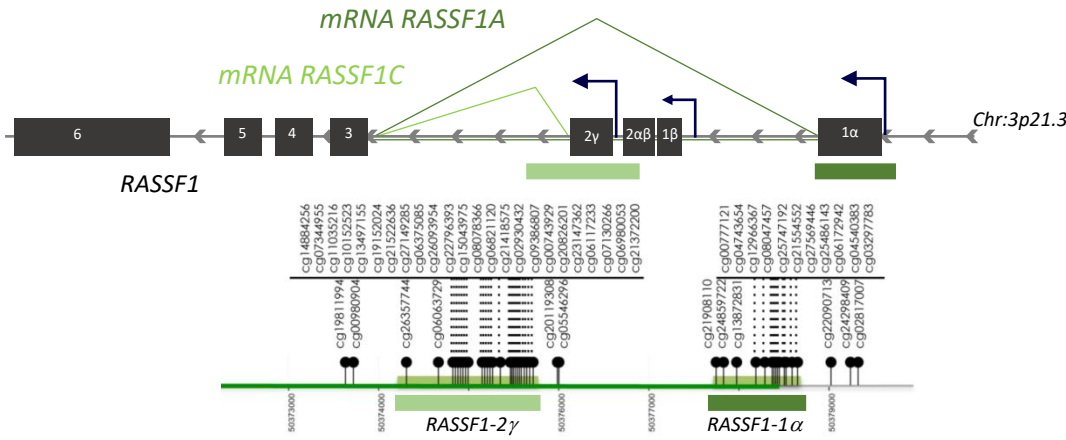 mRNA RASSF1A
mRNA RASSF1C
6
5
4
3
2γ
2αβ
1β
1α
Chr:3p21.3
RASSF1
cg14884256
cg07344955
cg11035216
cg10152523
cg13497155
cg19152024
cg21522636
cg27149285
cg06375085
cg26093954
cg22796393
cg15043975
cg08078366
cg06821120
cg21418575
cg02930432
cg09386807
cg00743929
cg20826201
cg23147362
cg06117233
cg07130266
cg06980053
cg21372200
cg00777121
cg04743654
cg12966367
cg08047457
cg25747192
cg21554552
cg27569446
cg25486143
cg06172942
cg04540383
cg03297783
cg19811994
cg00980904
cg26357744
cg06063729
cg20119308
cg05546296
cg21908110
cg24859722
cg13872831
cg22090713
cg24298409
cg02817007
50373000
50374000
50376000
50377000
50379000
RASSF1-2γ
RASSF1-1α